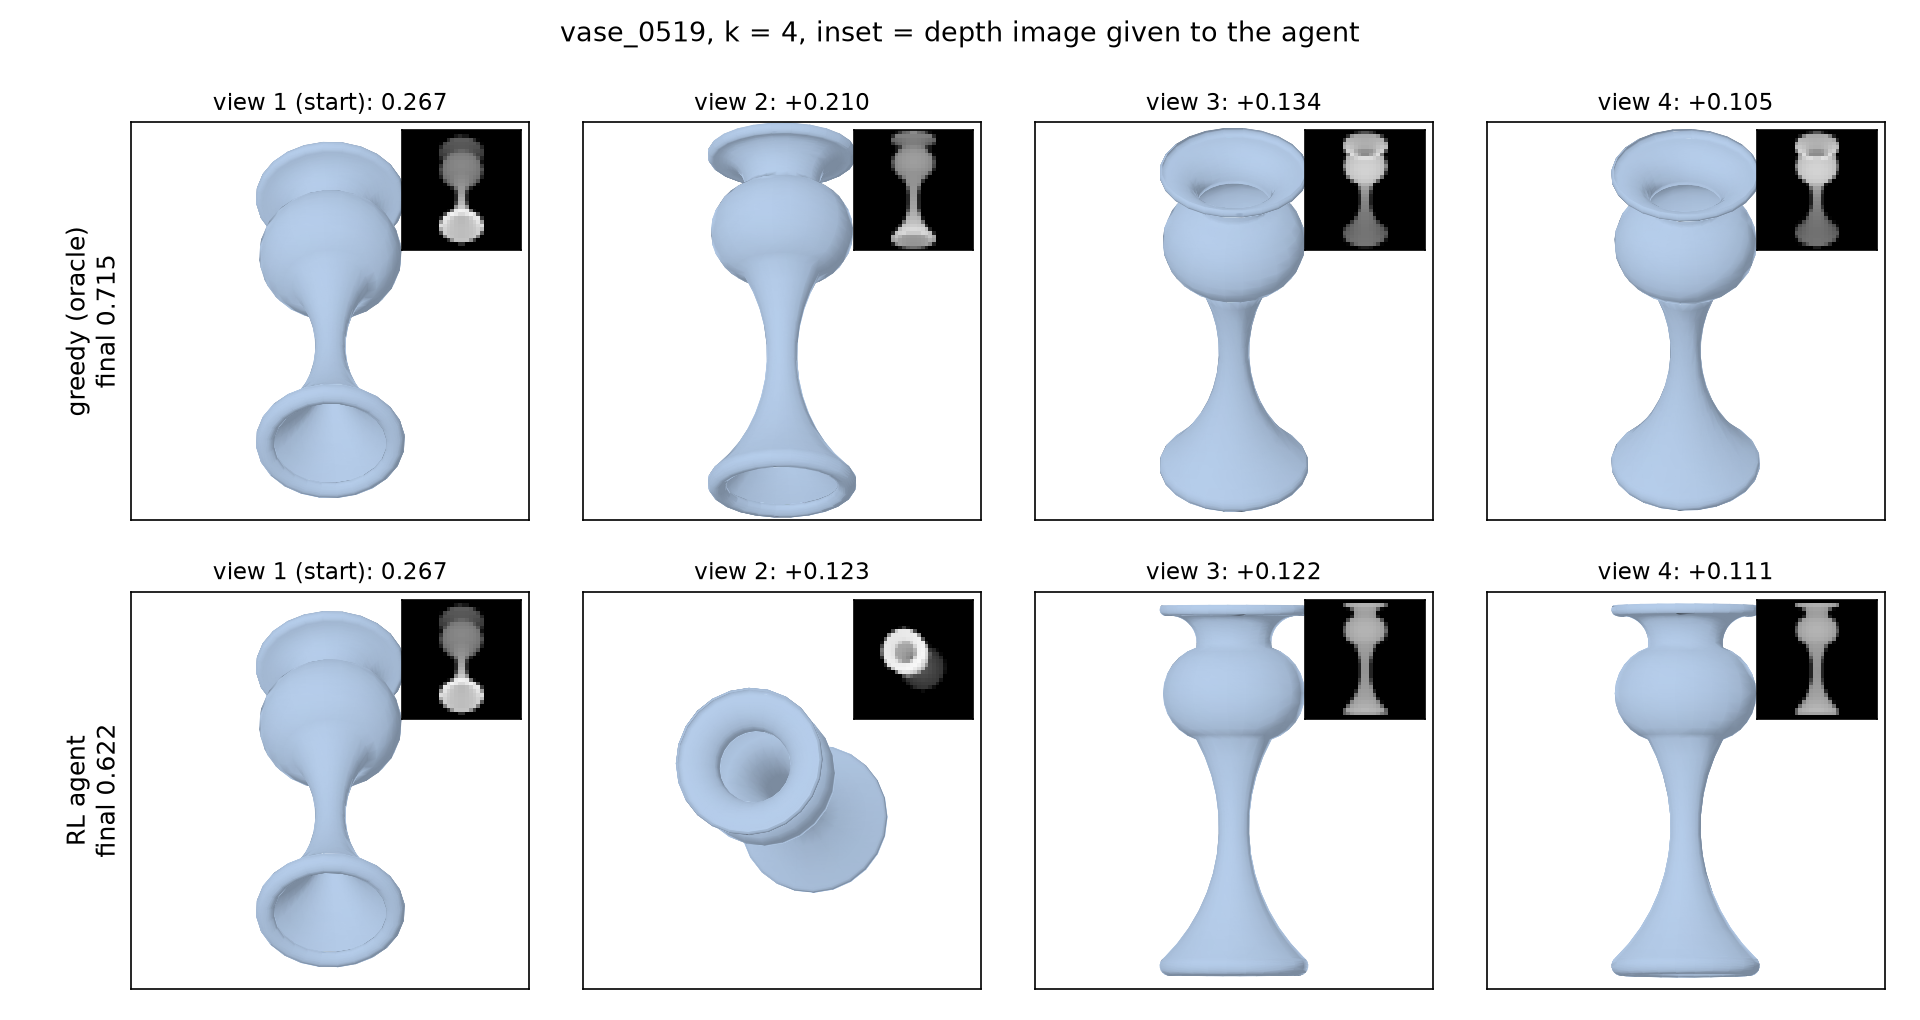 vase_0519, k = 4, inset = depth image given to the agent
view 1 (start): 0.267
view 2: +0.210
view 3: +0.134
view 4: +0.105
greedy (oracle)
final 0.715
view 1 (start): 0.267
view 2: +0.123
view 3: +0.122
view 4: +0.111
RL agent
final 0.622